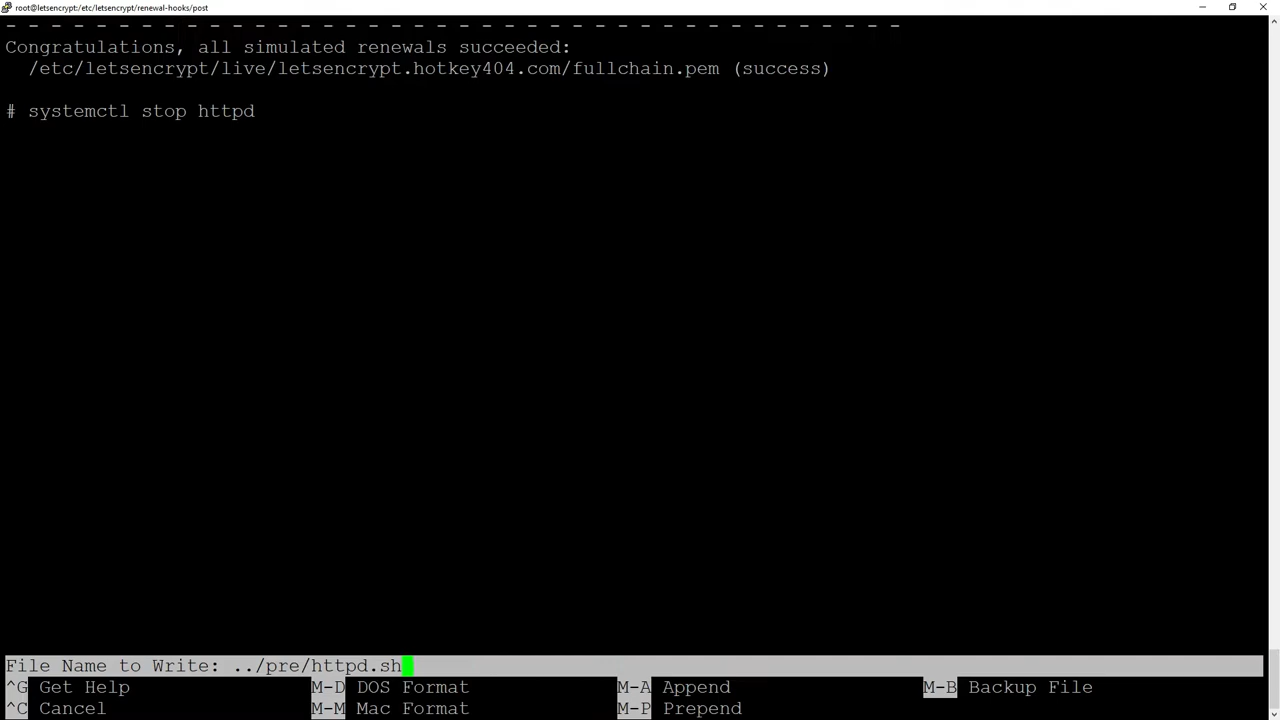 root@letsencrypt:/etc/letsencrypt/renewal-hooks/post
- - - - - - - - - - - - - - - - - - - - - - - - - - - - - - - - - - - - - - - -
Congratulations, all simulated renewals succeeded:
  /etc/letsencrypt/live/letsencrypt.hotkey404.com/fullchain.pem (success)
# systemctl stop httpd
File Name to Write: ../pre/httpd.sh
^G Get Help M-D DOS Format M-A Append M-B Backup File
^C Cancel M-M Mac Format M-P Prepend